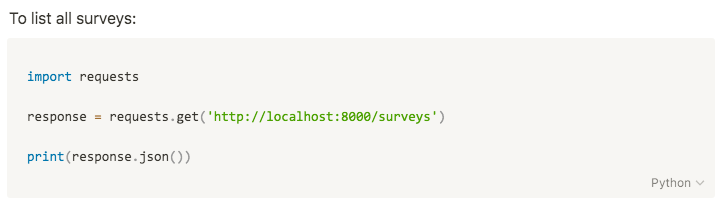 To list all surveys:
import requests
response = requests.get('http://localhost:8000/surveys')
print(response.json())
Python